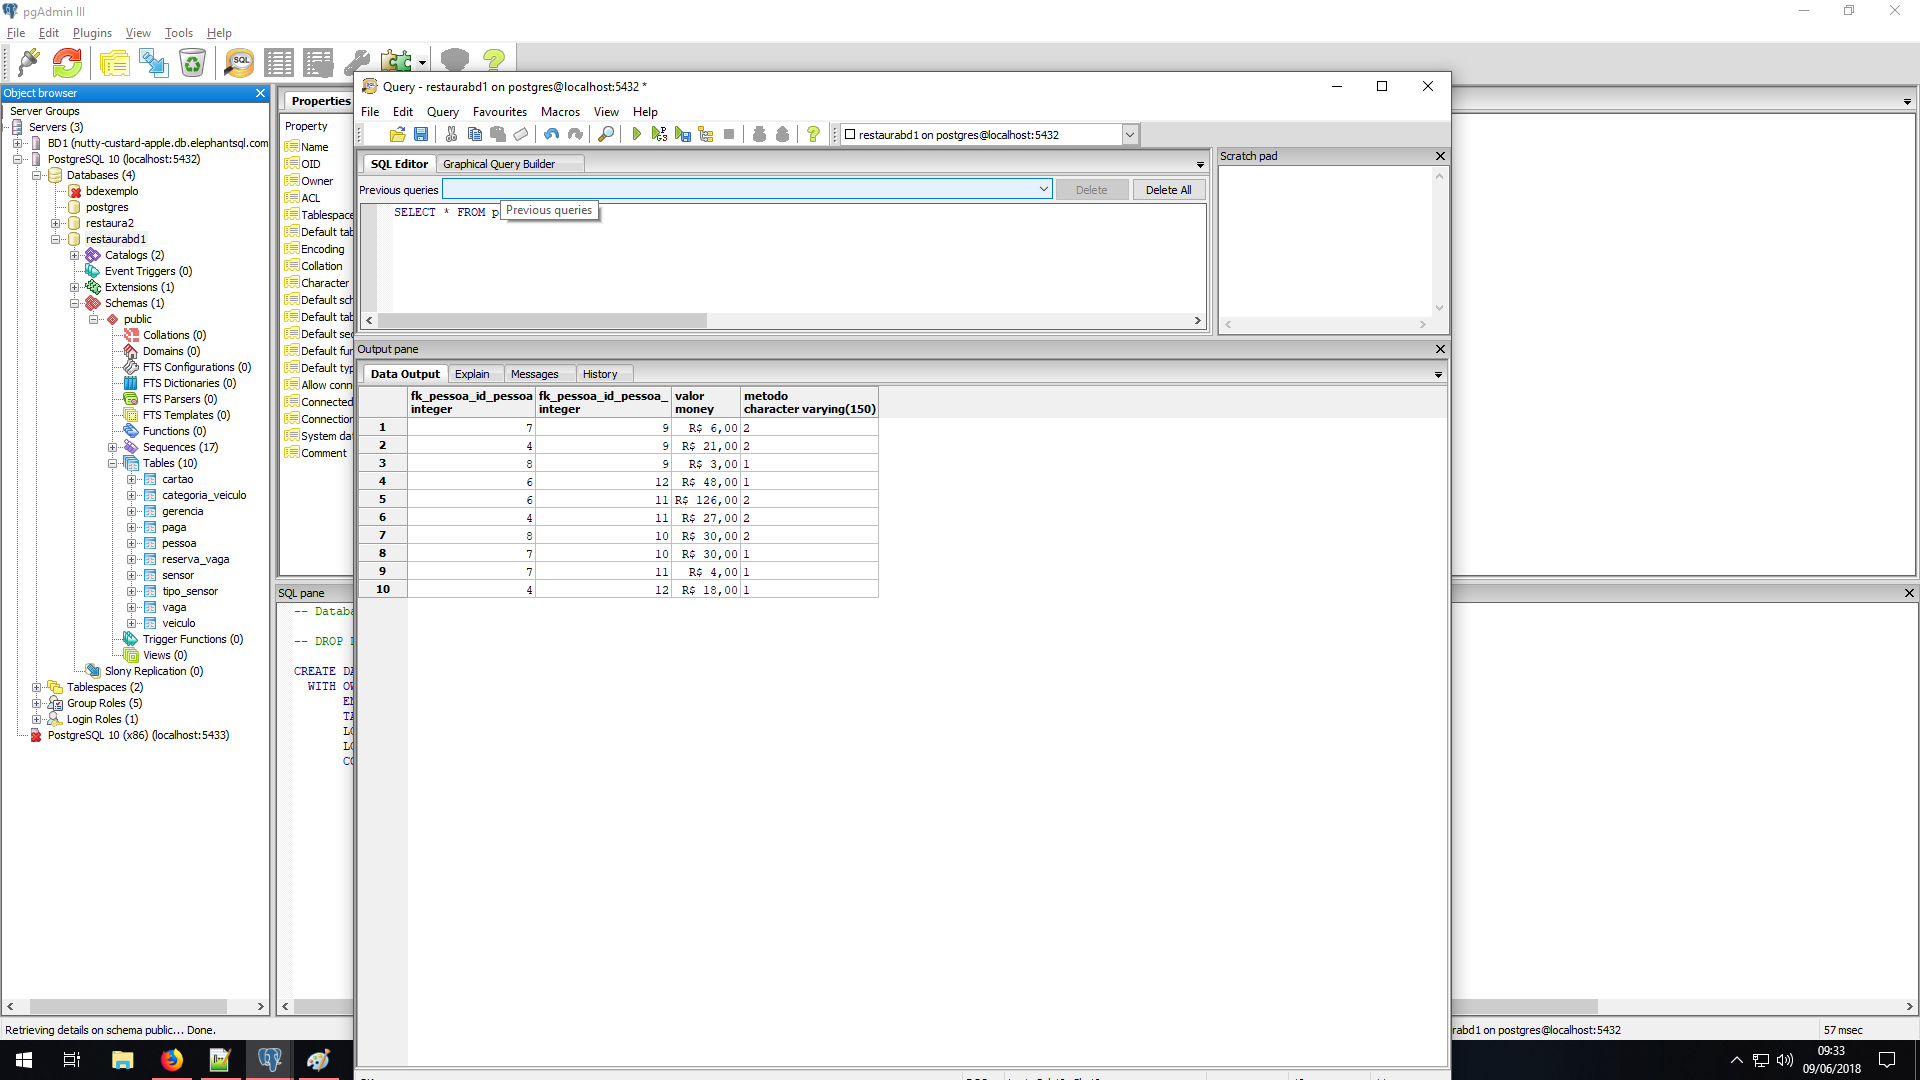 pgAdmin III
File Edit Plugins View Tools Help
Object browser
Server Groups
Servers (3)
BD1 (nutty-custard-apple.db.elephantsql.com
PostgreSQL 10 (localhost:5432)
Databases (4)
bdexemplo
postgres
restaura2
restaurabd1
Catalogs (2)
Event Triggers (0)
Extensions (1)
Schemas (1)
public
Collations (0)
Domains (0)
FTS Configurations (0)
FTS Dictionaries (0)
FTS Parsers (0)
FTS Templates (0)
Functions (0)
Sequences (17)
Tables (10)
cartao
categoria_veiculo
gerencia
paga
pessoa
reserva_vaga
sensor
tipo_sensor
vaga
veiculo
Trigger Functions (0)
Views (0)
Slony Replication (0)
Tablespaces (2)
Group Roles (5)
Login Roles (1)
PostgreSQL 10 (x86) (localhost:5433)
Properties
Property
Name
OID
Owner
ACL
Tablespace
Default tab
Encoding
Collation
Character
Default sch
Default tab
Default seq
Default fun
Default typ
Allow conn
Connected
Connection
System dat
Comment
SQL pane
-- Databa
-- DROP D
CREATE DA
WITH OW
EN
TA
LC
LC
CO
Query - restaurabd1 on postgres@localhost:5432 *
File Edit Query Favourites Macros View Help
restaurabd1 on postgres@localhost:5432
SQL Editor Graphical Query Builder
Previous queries Delete Delete All
SELECT * FROM p
Previous queries
Scratch pad
Output pane
Data Output Explain Messages History
fk_pessoa_id_pessoa fk_pessoa_id_pessoa_ valor metodo
integer integer money character varying(150)
1 7 9 R$ 6,00 2
2 4 9 R$ 21,00 2
3 8 9 R$ 3,00 1
4 6 12 R$ 48,00 1
5 6 11 R$ 126,00 2
6 4 11 R$ 27,00 2
7 8 10 R$ 30,00 2
8 7 10 R$ 30,00 1
9 7 11 R$ 4,00 1
10 4 12 R$ 18,00 1
Retrieving details on schema public... Done.
rabd1 on postgres@localhost:5432
57 msec
09:33
09/06/2018